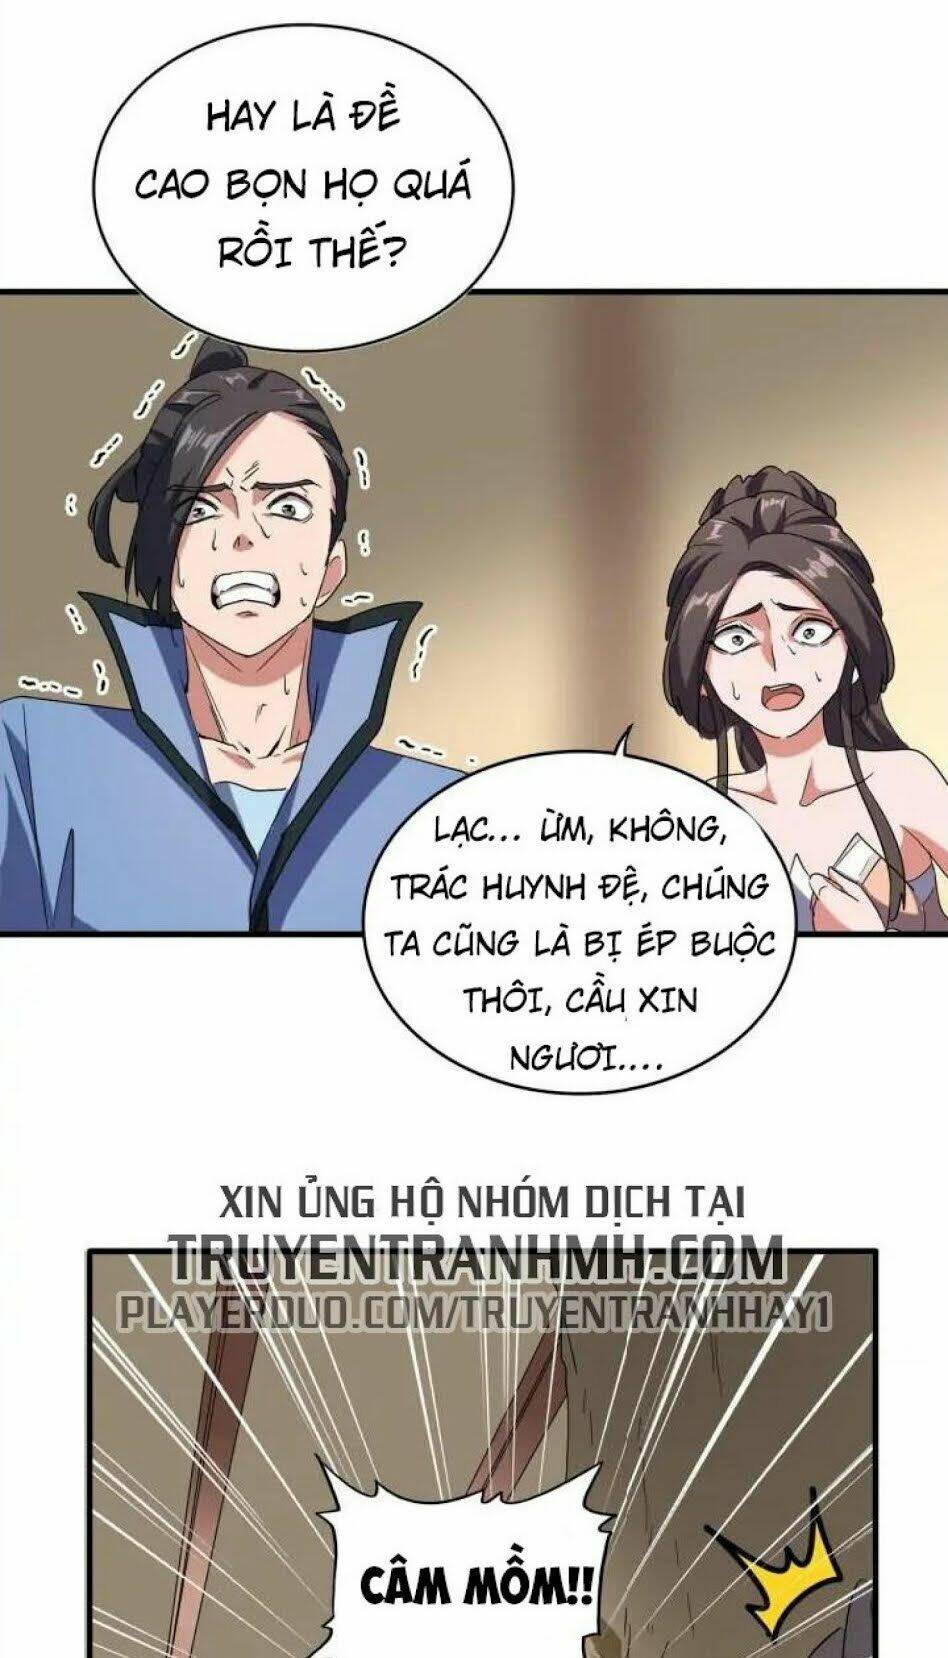 HAY LÀ ĐỀ
CAO BỌN HỌ QUÁ
RỒI THẾ?
LẠC... ỪM, KHÔNG,
TRÁC HUYNH ĐỆ, CHÚNG
TA CŨNG LÀ BỊ ÉP BUỘC
THÔI, CẦU XIN
NGƯƠI....
XIN ỦNG HỘ NHÓM DỊCH TẠI
TRUYENTRANHMH.COM
PLAYERDUO.COM/TRUYENTRANHHAY1
CÂM MỒM!!